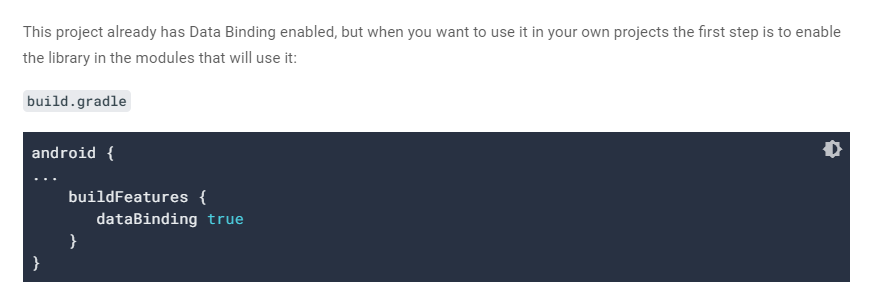 This project already has Data Binding enabled, but when you want to use it in your own projects the first step is to enable
the library in the modules that will use it:
build.gradle
android {
...
    buildFeatures {
       dataBinding true
    }
}